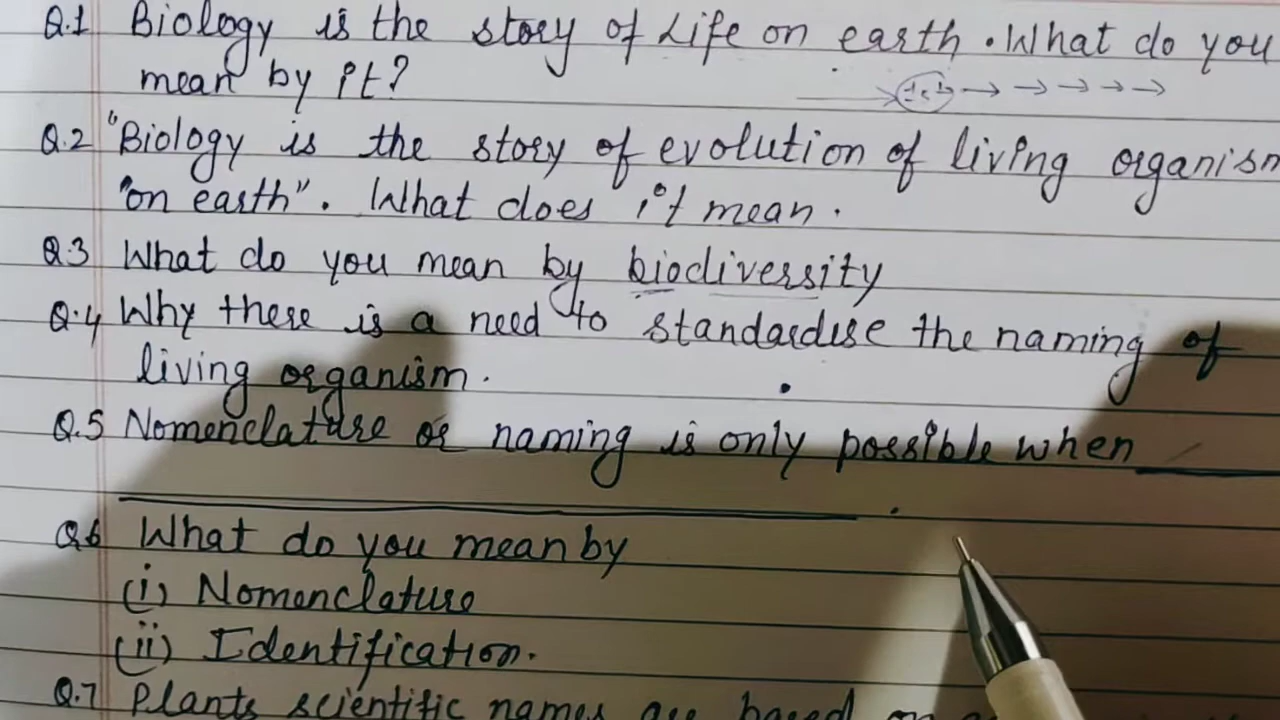 Q.1 Biology is the story of Life on earth. What do you
mean by it?
Q.2 "Biology is the story of evolution of living organism
"on earth". What does it mean.
Q.3 What do you mean by biodiversity
Q.4 Why there is a need to standardise the naming of
living organism.
Q.5 Nomenclature or naming is only possible when
Q6 What do you mean by
(i) Nomenclature
(ii) Identification.
Q.7 Plants scientific names are based on